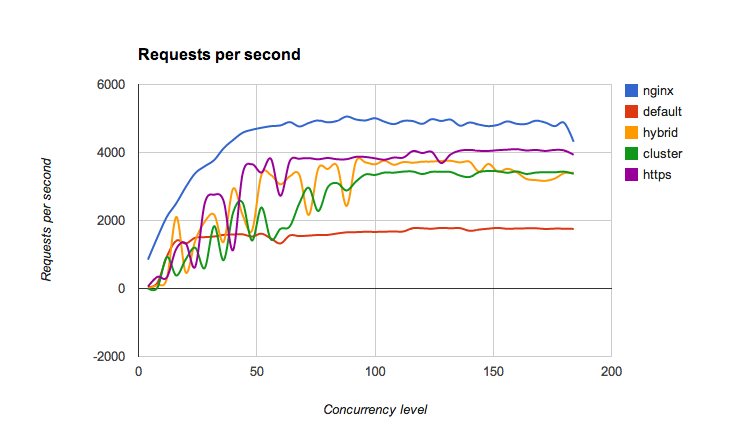 Requests per second
Requests per second
6000
4000
2000
0
-2000
0
50
100
150
200
Concurrency level
nginx
default
hybrid
cluster
https